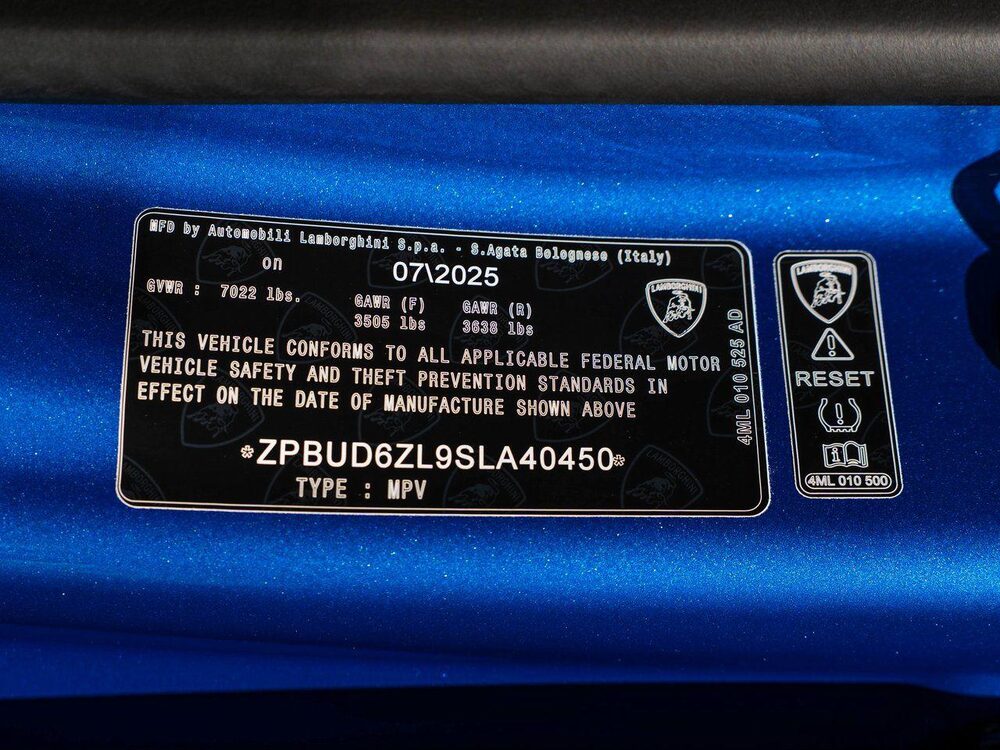 MFD by Automobili Lamborghini S.p.a. - S.Agata Bolognese (Italy)
on 07\2025
GVWR : 7022 lbs.
GAWR (F) GAWR (R)
3505 lbs 3638 lbs
LAMBORGHINI
THIS VEHICLE CONFORMS TO ALL APPLICABLE FEDERAL MOTOR
VEHICLE SAFETY AND THEFT PREVENTION STANDARDS IN
EFFECT ON THE DATE OF MANUFACTURE SHOWN ABOVE
*ZPBUD6ZL9SLA40450*
TYPE : MPV
4ML 010 525 AD
LAMBORGHINI
RESET
4ML 010 500